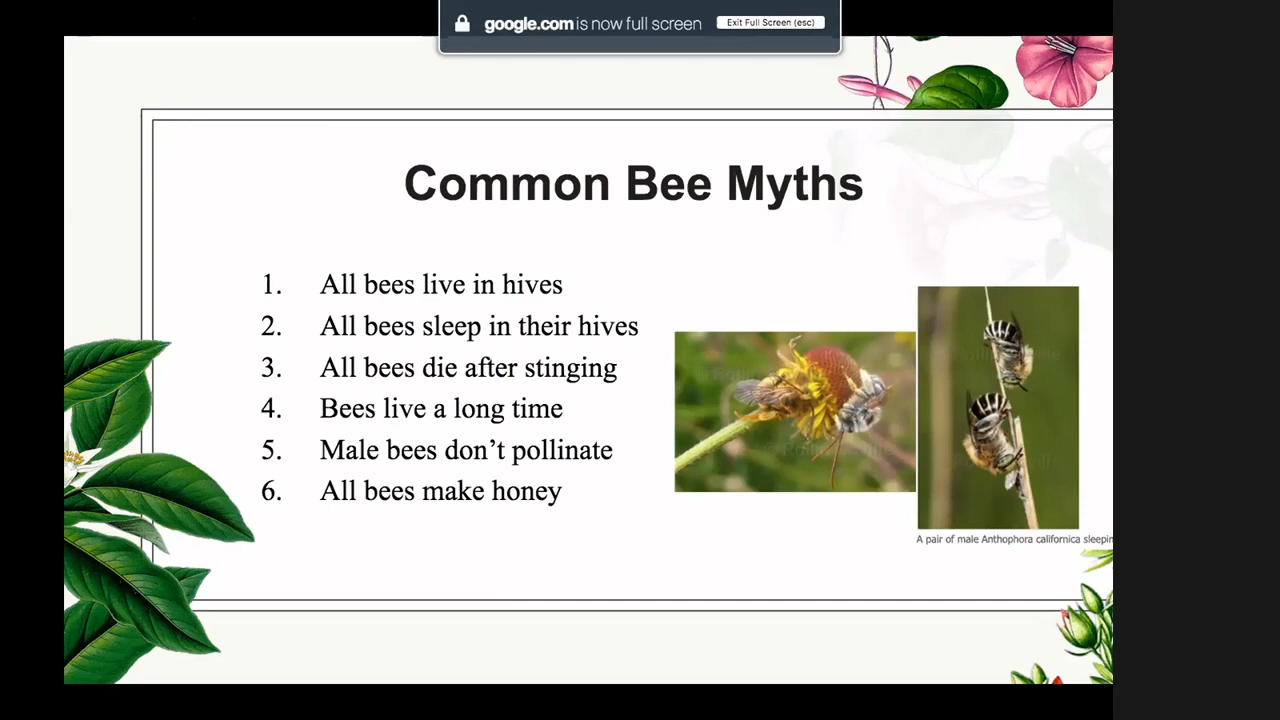 google.com is now full screen Exit Full Screen (esc)
Common Bee Myths
1. All bees live in hives
2. All bees sleep in their hives
3. All bees die after stinging
4. Bees live a long time
5. Male bees don’t pollinate
6. All bees make honey
A pair of male Anthophora californica sleepin